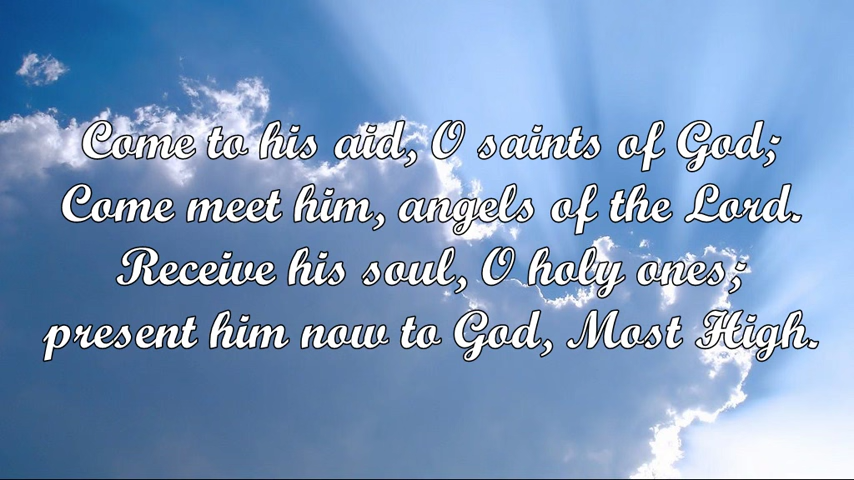 Come to his aid, O saints of God;
Come meet him, angels of the Lord.
Receive his soul, O holy ones;
present him now to God, Most High.